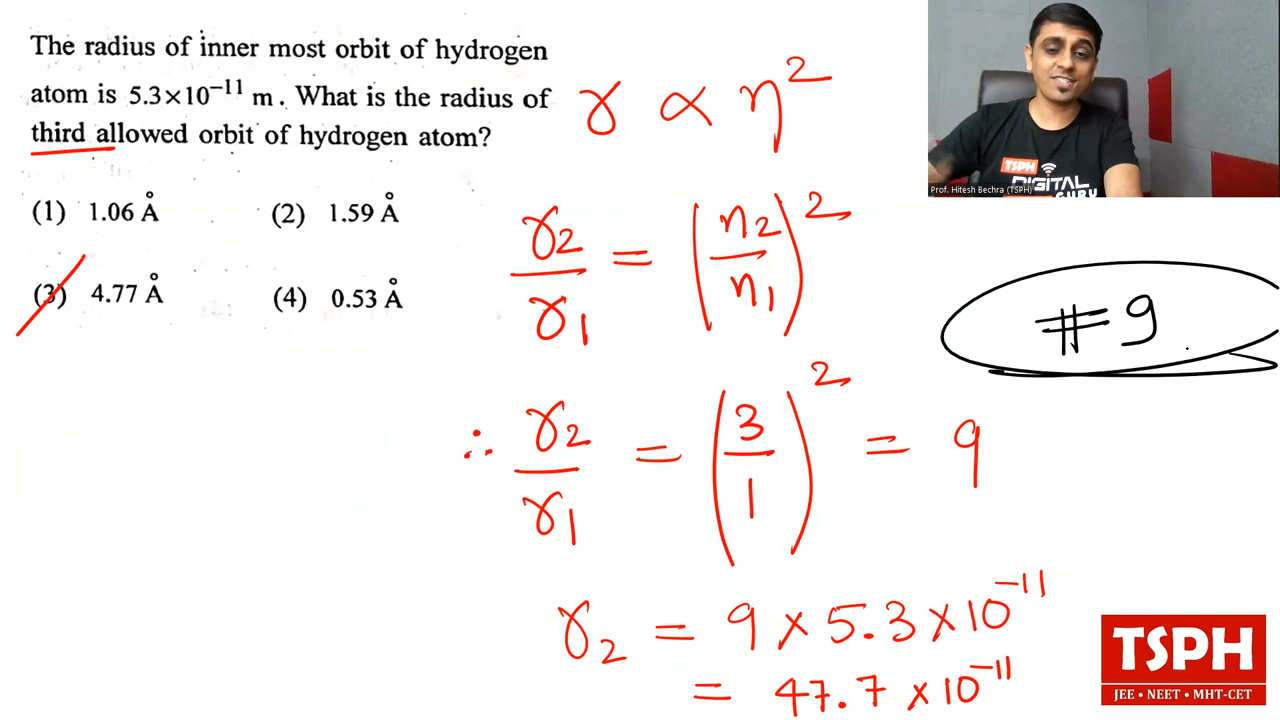 The radius of inner most orbit of hydrogen
atom is 5.3×10⁻¹¹ m. What is the radius of
third allowed orbit of hydrogen atom?
(1) 1.06 Å (2) 1.59 Å
(3) 4.77 Å (4) 0.53 Å
r ∝ n²
r₂/r₁ = (n₂/n₁)²
∴ r₂/r₁ = (3/1)² = 9
r₂ = 9 × 5.3 × 10⁻¹¹
= 47.7 × 10⁻¹¹
TSPH
DIGITAL
GURU
Prof. Hitesh Bechra (TSPH)
#9
TSPH
JEE • NEET • MHT-CET